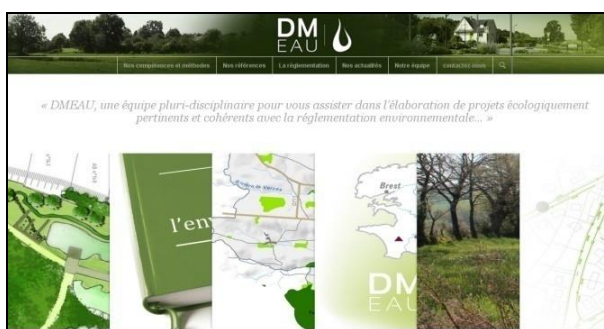 DM
EAU
Nos compétences et méthodes Nos références La règlementation Nos actualités Notre équipe contactez-nous
« DMEAU, une équipe pluri-disciplinaire pour vous assister dans l'élaboration de projets écologiquement
pertinents et cohérents avec la réglementation environnementale... »
Brest
l'en
DM
EAU